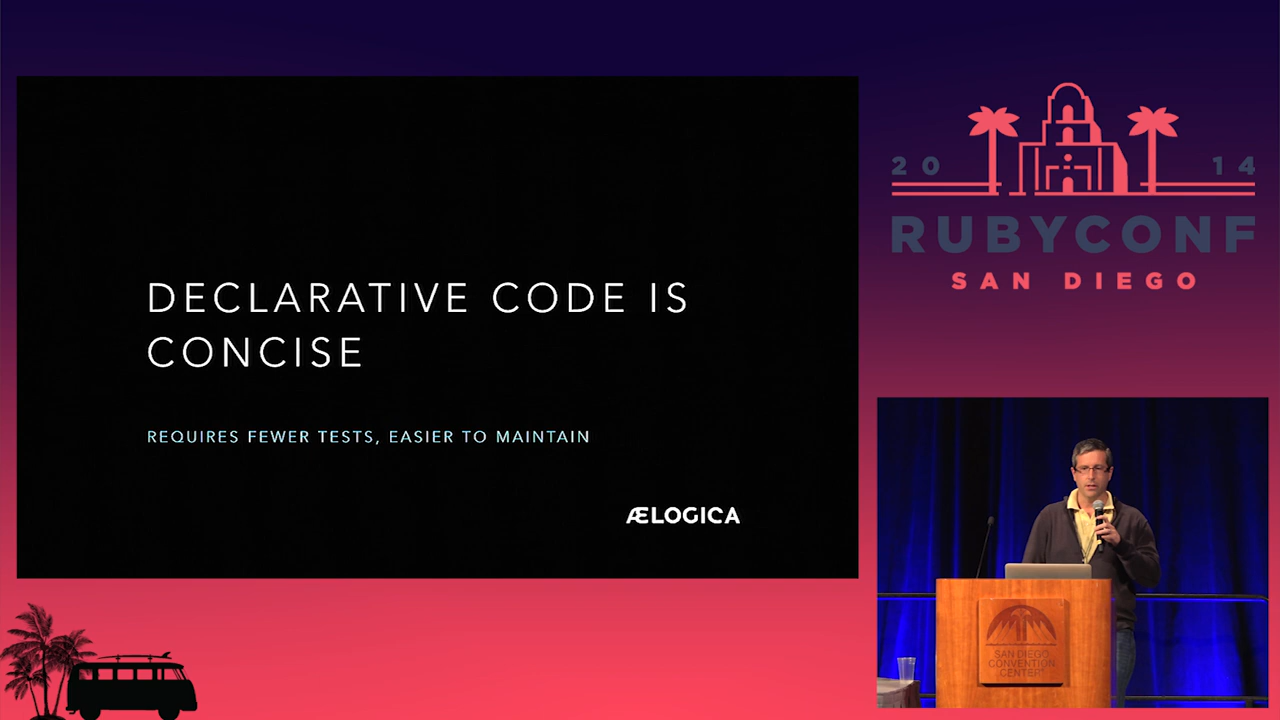 DECLARATIVE CODE IS
CONCISE
REQUIRES FEWER TESTS, EASIER TO MAINTAIN
ÆLOGICA
20 14
RUBYCONF
SAN DIEGO
SAN DIEGO
CONVENTION
CENTER